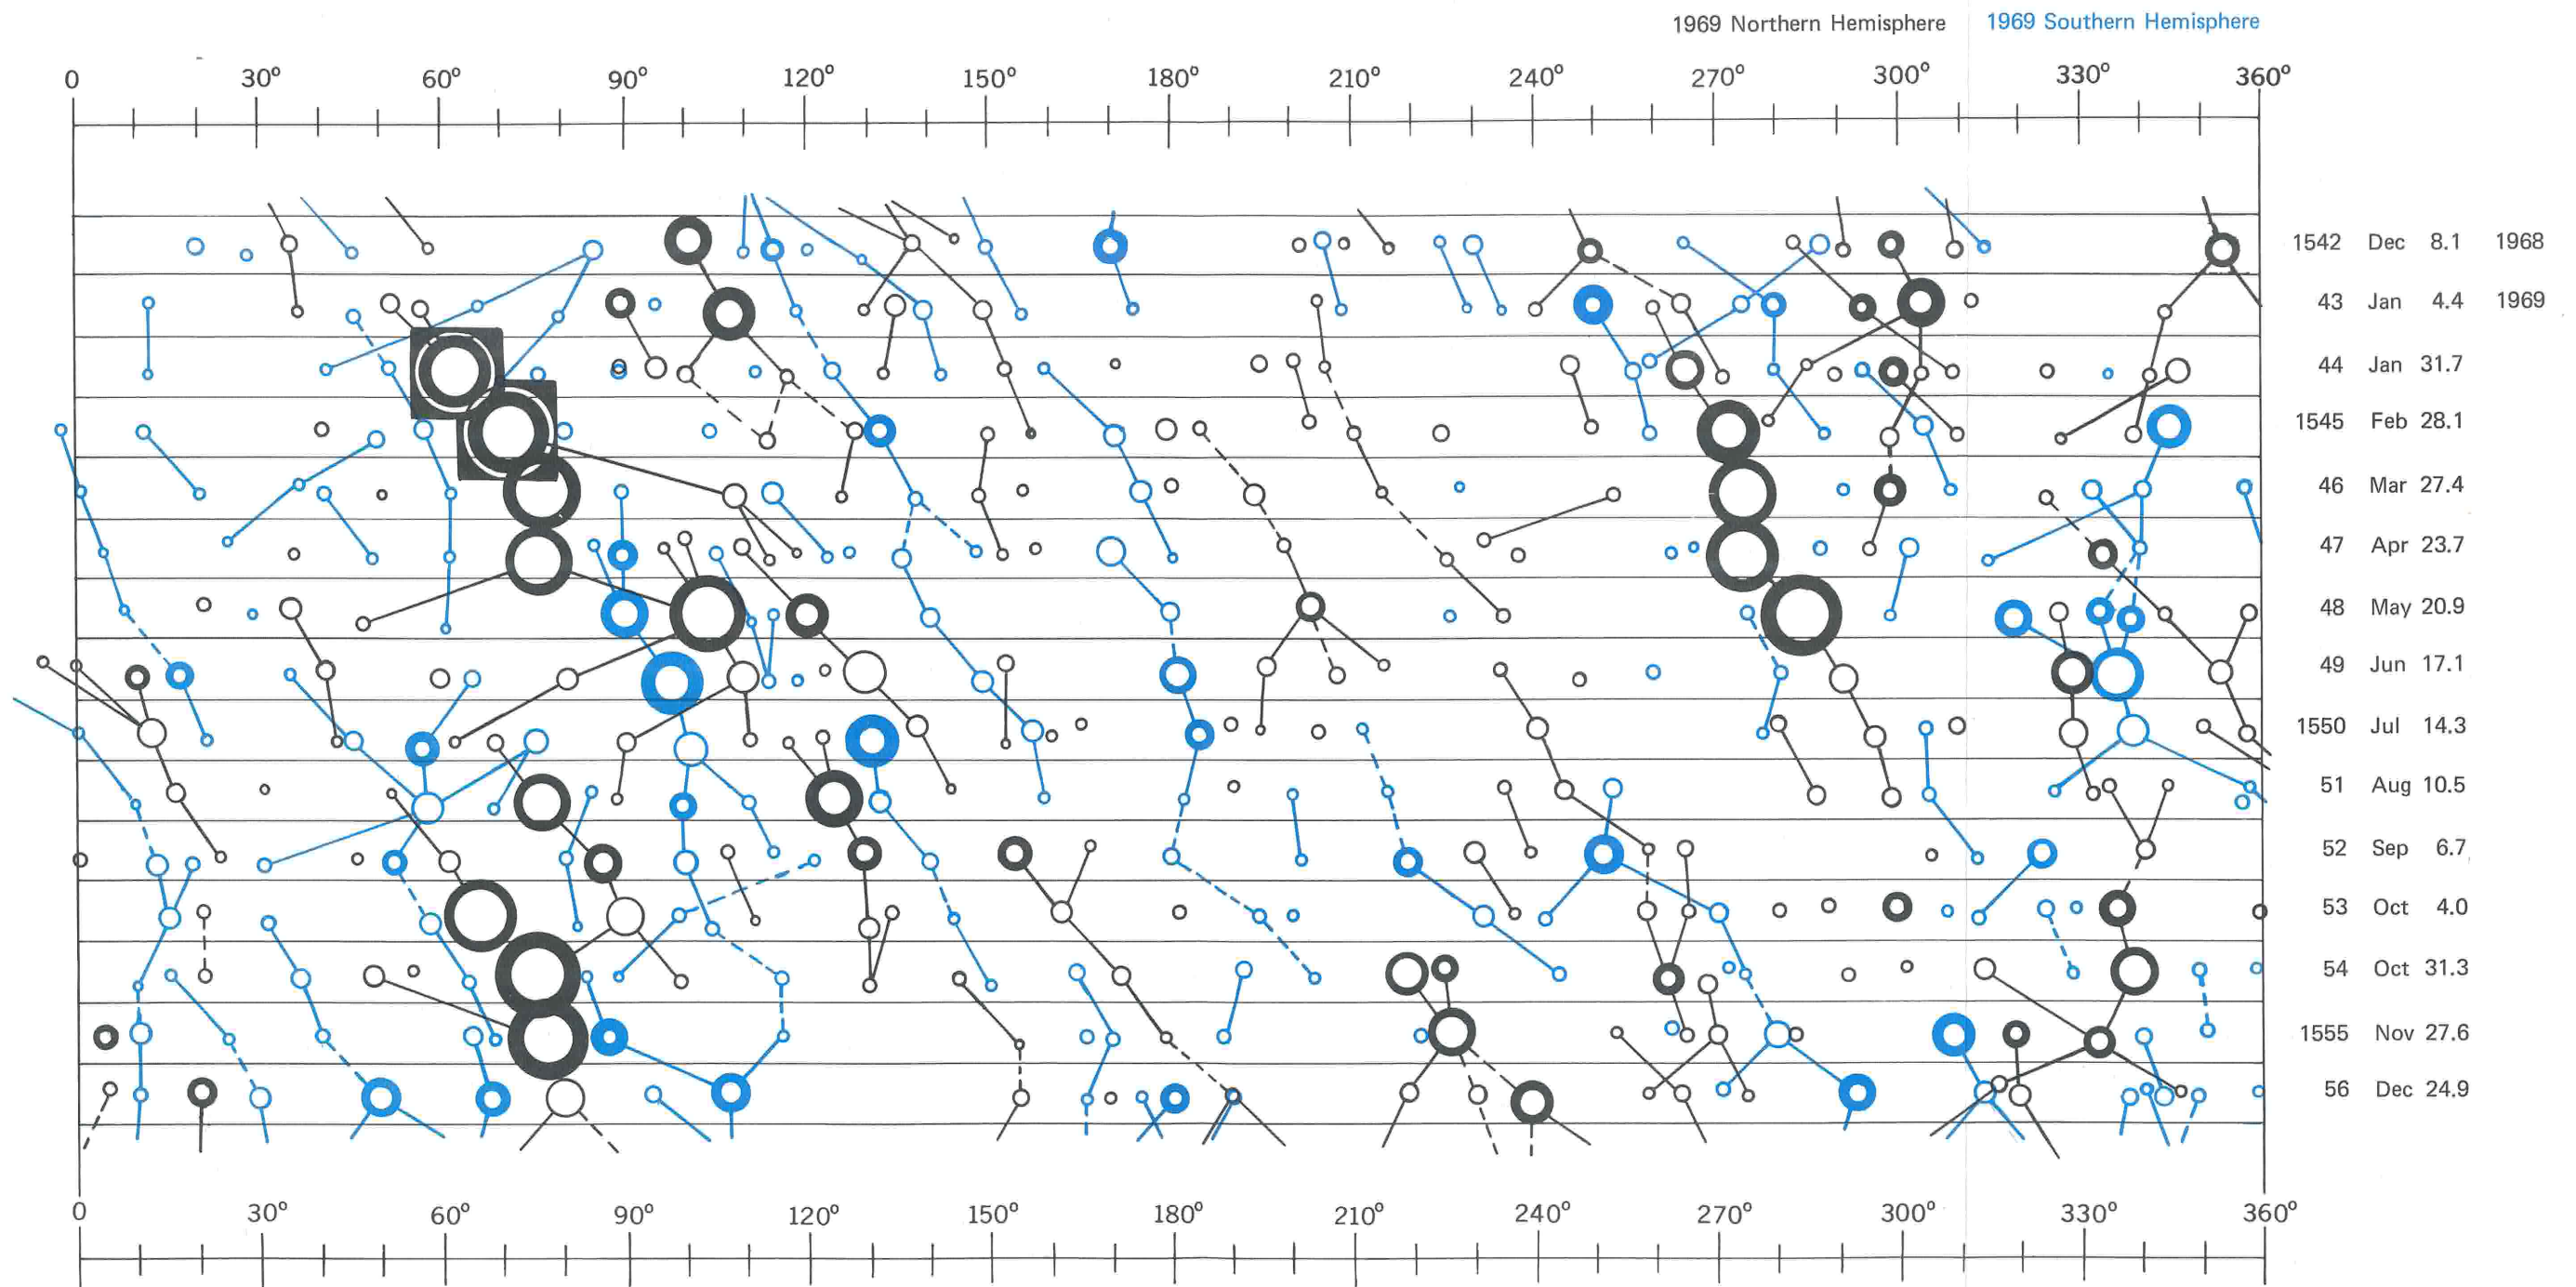 1969 Northern Hemisphere 1969 Southern Hemisphere
0 30° 60° 90° 120° 150° 180° 210° 240° 270° 300° 330° 360°
1542 Dec 8.1 1968
43 Jan 4.4 1969
44 Jan 31.7
1545 Feb 28.1
46 Mar 27.4
47 Apr 23.7
48 May 20.9
49 Jun 17.1
1550 Jul 14.3
51 Aug 10.5
52 Sep 6.7
53 Oct 4.0
54 Oct 31.3
1555 Nov 27.6
56 Dec 24.9
0 30° 60° 90° 120° 150° 180° 210° 240° 270° 300° 330° 360°